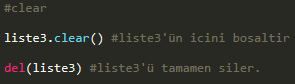 #clear
liste3.clear() #liste3'ün icini bosaltir
del(liste3) #liste3'ü tamamen siler.